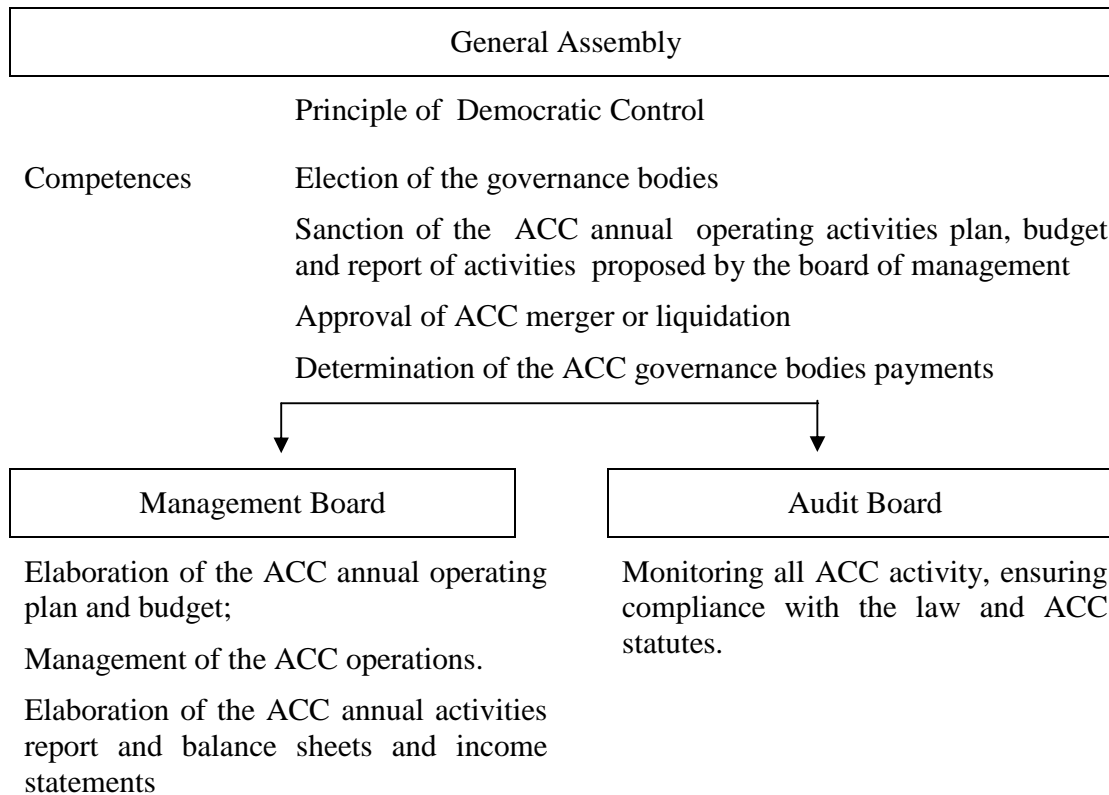 General Assembly
Principle of Democratic Control
Competences Election of the governance bodies
Sanction of the ACC annual operating activities plan, budget
and report of activities proposed by the board of management
Approval of ACC merger or liquidation
Determination of the ACC governance bodies payments
Management Board
Audit Board
Elaboration of the ACC annual operating
plan and budget;
Management of the ACC operations.
Elaboration of the ACC annual activities
report and balance sheets and income
statements
Monitoring all ACC activity, ensuring
compliance with the law and ACC
statutes.